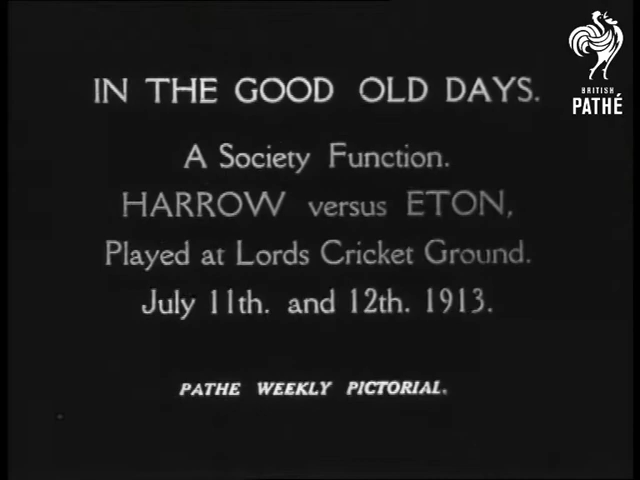 IN THE GOOD OLD DAYS.
A Society Function.
HARROW versus ETON,
Played at Lords Cricket Ground.
July 11th. and 12th. 1913.
PATHE WEEKLY PICTORIAL.
BRITISH
PATHÉ